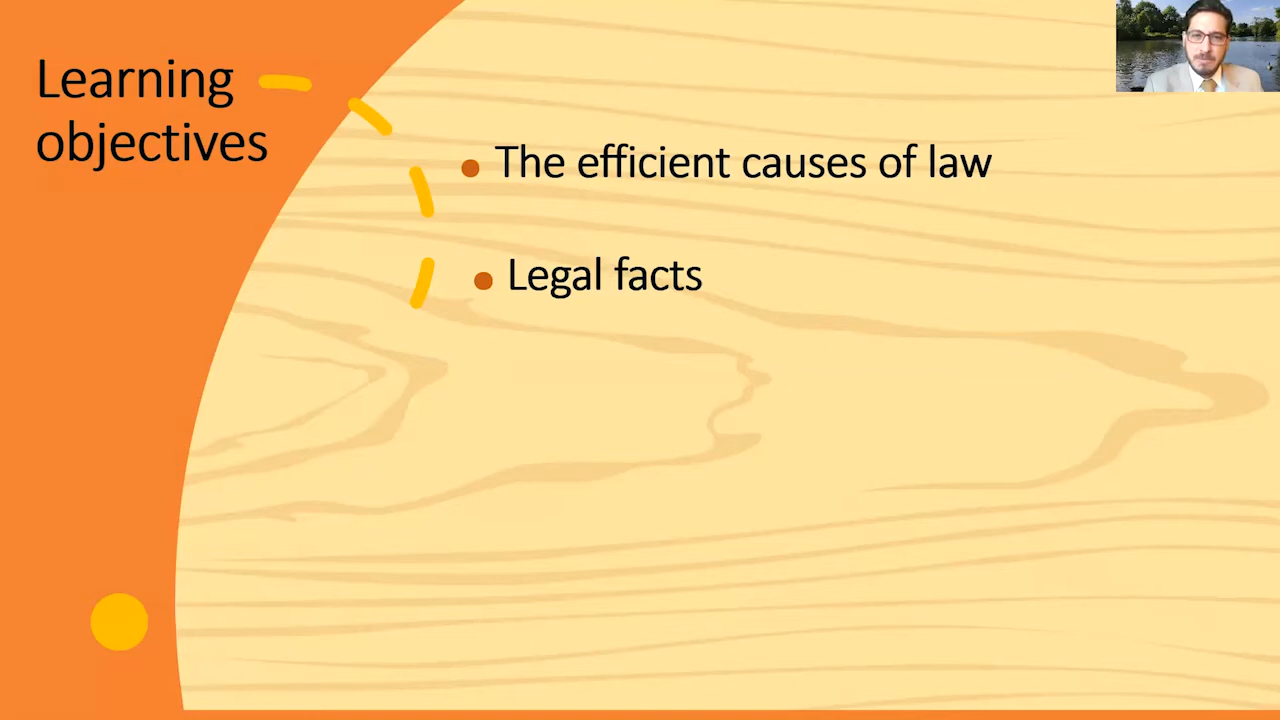 Learning
objectives
• The efficient causes of law
• Legal facts